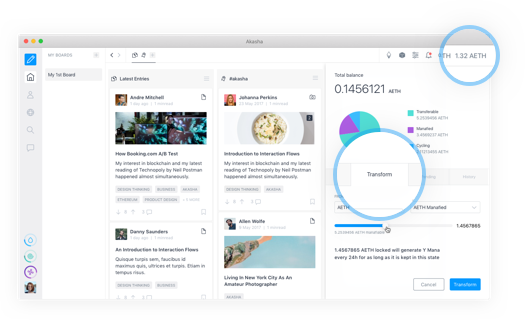 Akasha
MY BOARDS
My 1st Board
Latest Entries
Andre Mitchell
How Booking.com A/B Test
My interest in blockchain and my latest
reading of Technopoly by Neil Postman
happened almost simultaneously.
DESIGN THINKING BUSINESS AKASHA
ETHEREUM PRODUCT DESIGN
Danny Saunders
An Introduction to Interaction Flows
Quisque turpis sem, faucibus id
maximus quis, ultrices et turpis. Etiam in
tempus risus.
DESIGN THINKING BUSINESS
#akasha
Johanna Perkins
Introduction to Interaction Flows
My interest in blockchain and my latest
reading of Technopoly by Neil Postman
happened almost simultaneously.
DESIGN THINKING AKASHA
Allen Wolfe
Living In New York City As An
Amateur Photographer
AKASHA
1.32 AETH
Total balance
0.1456121 AETH
Transferable
Manafied
Cycling
Transform
AETH
AETH Manafied
1.4567865
1.4567865 AETH locked will generate Y Mana
every 24h for as long as it is kept in this state
Cancel Transform